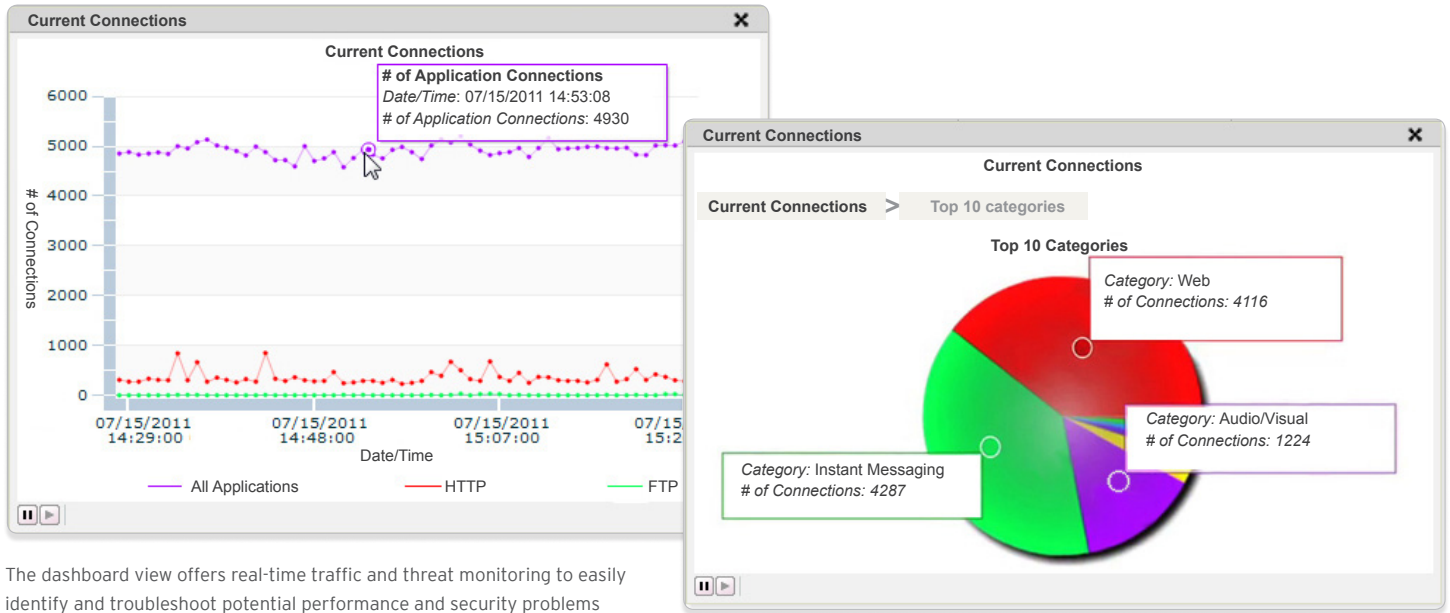 Current Connections
Current Connections
# of Application Connections
Date/Time: 07/15/2011 14:53:08
# of Application Connections: 4930
6000
5000
4000
3000
2000
1000
0
# of Connections
07/15/2011
14:29:00
07/15/2011
14:48:00
07/15/2011
15:07:00
07/15
15:2
Date/Time
All Applications
HTTP
FTP
The dashboard view offers real-time traffic and threat monitoring to easily
identify and troubleshoot potential performance and security problems
Current Connections
Current Connections
Current Connections > Top 10 categories
Top 10 Categories
Category: Web
# of Connections: 4116
Category: Audio/Visual
# of Connections: 1224
Category: Instant Messaging
# of Connections: 4287